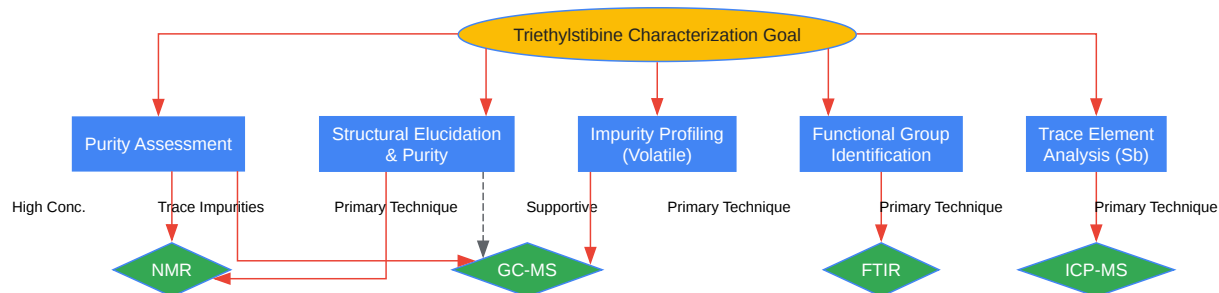 Triethylstibine Characterization Goal
Purity Assessment
Structural Elucidation
& Purity
Impurity Profiling
(Volatile)
Functional Group
Identification
Trace Element
Analysis (Sb)
High Conc.
Trace Impurities
Primary Technique
Supportive
Primary Technique
Primary Technique
Primary Technique
NMR
GC-MS
FTIR
ICP-MS